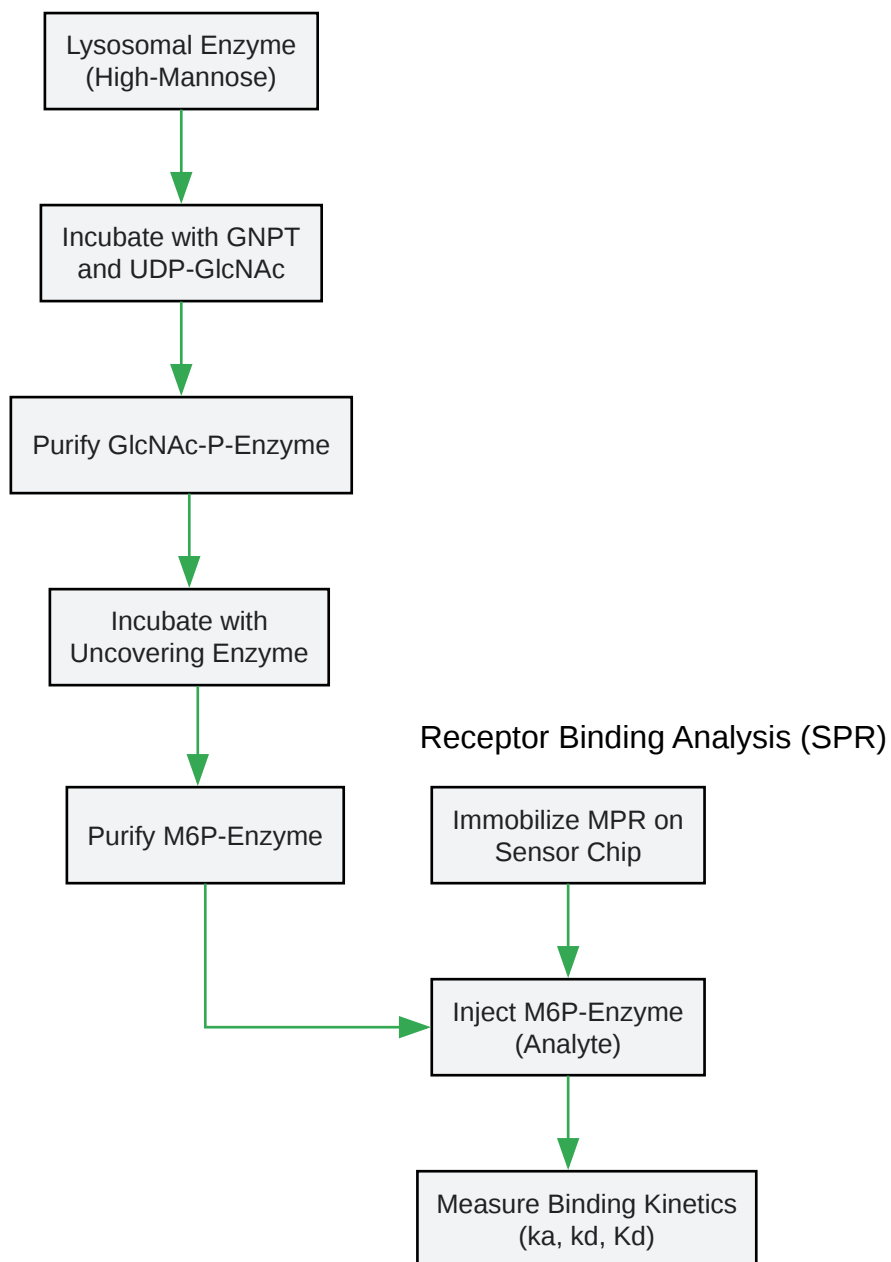 Lysosomal Enzyme
(High-Mannose)
Incubate with GNPT
and UDP-GlcNAc
Purify GlcNAc-P-Enzyme
Incubate with
Uncovering Enzyme
Purify M6P-Enzyme
Receptor Binding Analysis (SPR)
Immobilize MPR on
Sensor Chip
Inject M6P-Enzyme
(Analyte)
Measure Binding Kinetics
(ka, kd, Kd)